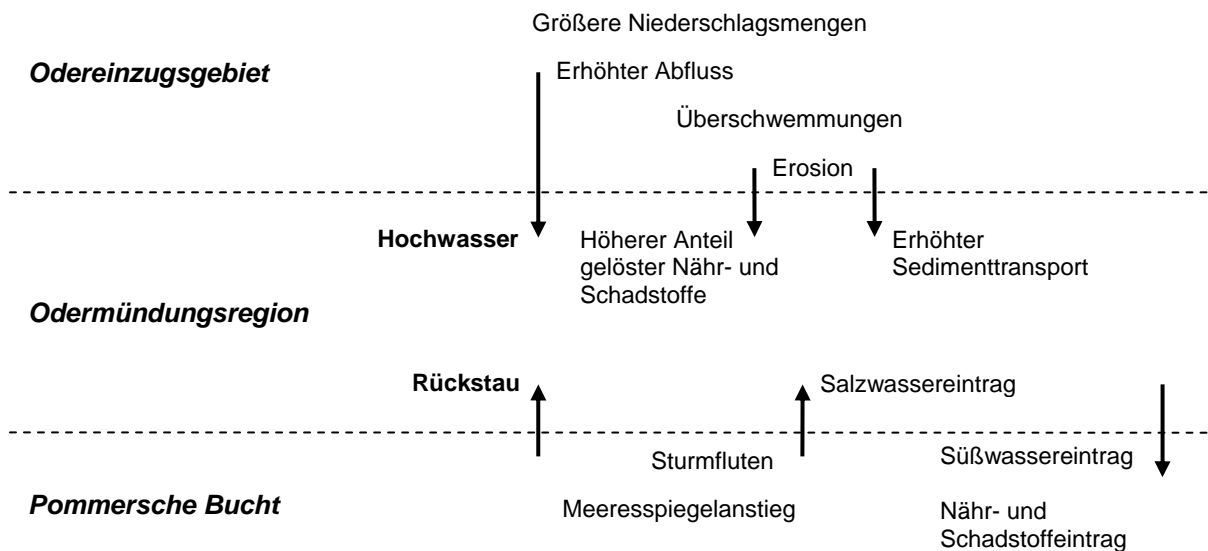 Größere Niederschlagsmengen
Odereinzugsgebiet
Erhöhter Abfluss
Überschwemmungen
Erosion
Hochwasser
Höherer Anteil
gelöster Nähr- und
Schadstoffe
Erhöhter
Sedimenttransport
Odermündungsregion
Rückstau
Salzwassereintrag
Sturmfluten
Süßwassereintrag
Pommersche Bucht
Meeresspiegelanstieg
Nähr- und
Schadstoffeintrag